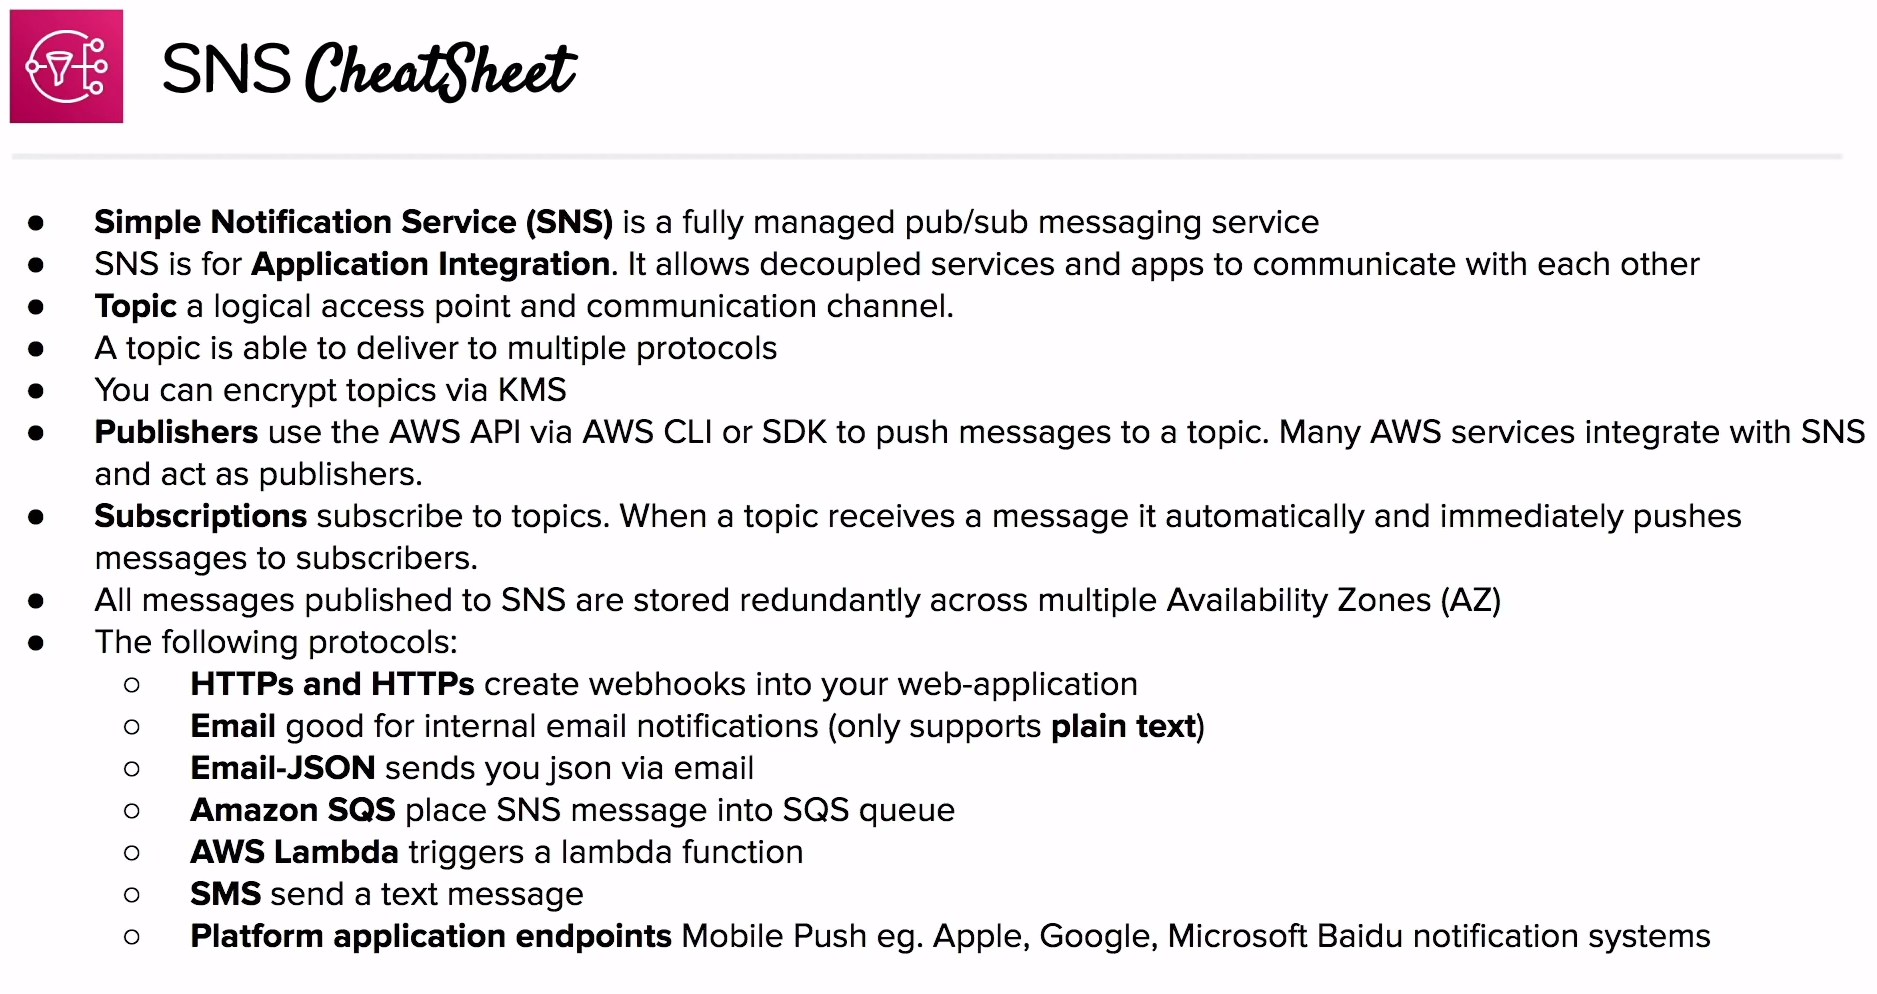 SNS CheatSheet
● Simple Notification Service (SNS) is a fully managed pub/sub messaging service
● SNS is for Application Integration. It allows decoupled services and apps to communicate with each other
● Topic a logical access point and communication channel.
● A topic is able to deliver to multiple protocols
● You can encrypt topics via KMS
● Publishers use the AWS API via AWS CLI or SDK to push messages to a topic. Many AWS services integrate with SNS
and act as publishers.
● Subscriptions subscribe to topics. When a topic receives a message it automatically and immediately pushes
messages to subscribers.
● All messages published to SNS are stored redundantly across multiple Availability Zones (AZ)
● The following protocols:
○ HTTPs and HTTPs create webhooks into your web-application
○ Email good for internal email notifications (only supports plain text)
○ Email-JSON sends you json via email
○ Amazon SQS place SNS message into SQS queue
○ AWS Lambda triggers a lambda function
○ SMS send a text message
○ Platform application endpoints Mobile Push eg. Apple, Google, Microsoft Baidu notification systems